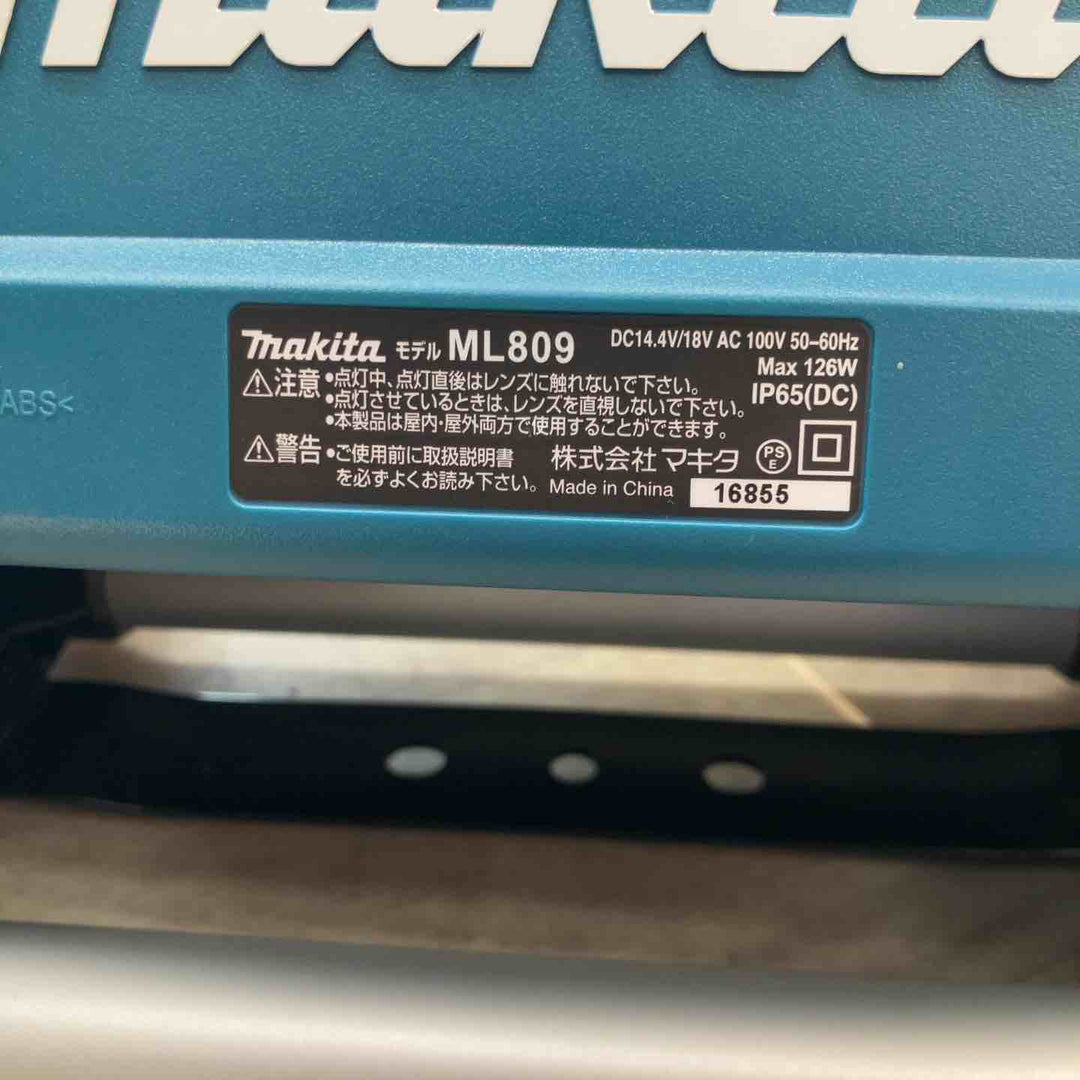 makita
makita モデル ML809 DC14.4V/18V AC 100V 50-60Hz
Max 126W
⚠注意 •点灯中、点灯直後はレンズに触れないで下さい。
•点灯させているときは、レンズを直視しないで下さい。 IP65(DC)
•本製品は屋内・屋外両方で使用することができます。
⚠警告 •ご使用前に取扱説明書 株式会社 マキタ PSE
を必ずよくお読み下さい。 Made in China 16855
ABS<